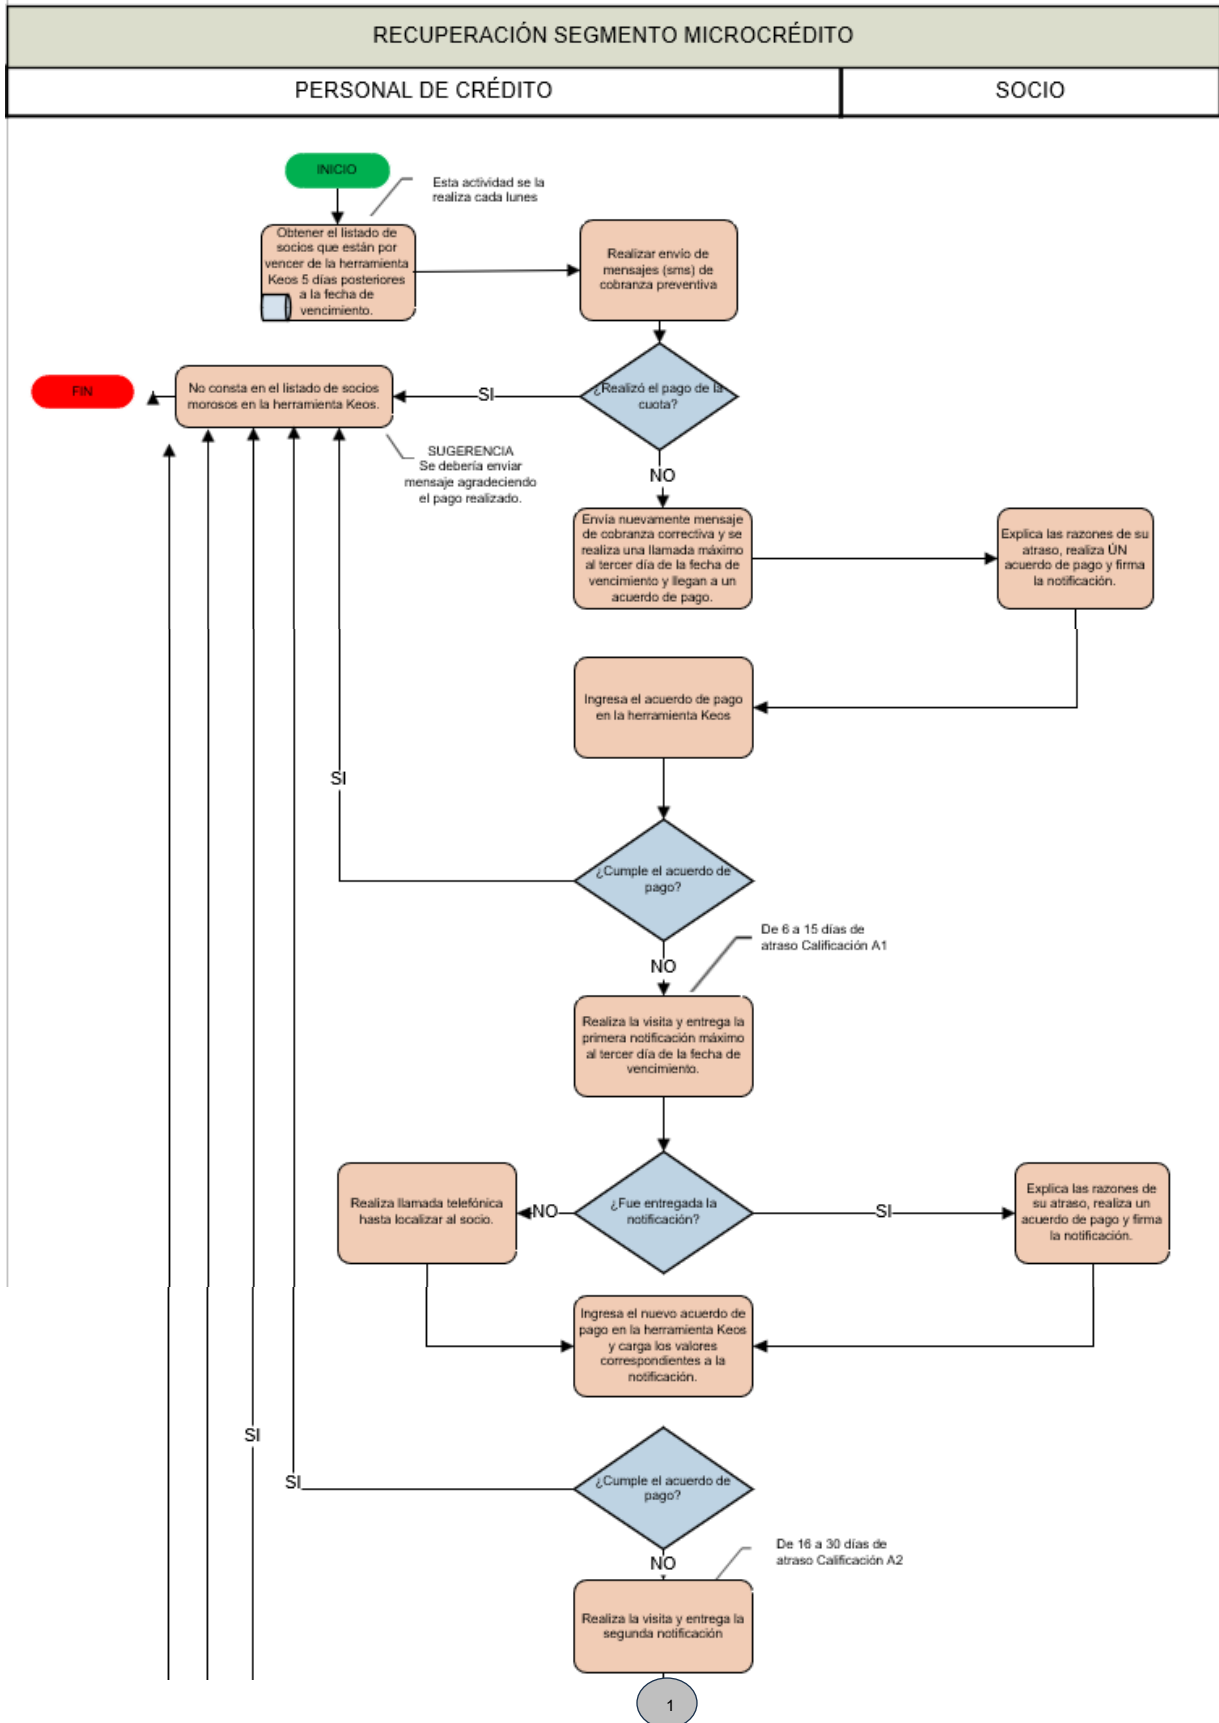 RECUPERACIÓN SEGMENTO MICROCRÉDITO
PERSONAL DE CRÉDITO
SOCIO
INICIO
Esta actividad se la
realiza cada lunes
Obtener el listado de
socios que están por
vencer de la herramienta
Keos 5 días posteriores
a la fecha de
vencimiento.
Realizar envío de
mensajes (sms) de
cobranza preventiva
FIN
No consta en el listado de socios
morosos en la herramienta Keos.
SI
¿Realizó el pago de la
cuota?
SUGERENCIA
Se debería enviar
mensaje agradeciendo
el pago realizado.
NO
Envía nuevamente mensaje
de cobranza correctiva y se
realiza una llamada máximo
al tercer día de la fecha de
vencimiento y llegan a un
acuerdo de pago.
Explica las razones de su
atraso, realiza ÚN
acuerdo de pago y firma
la notificación.
Ingresa el acuerdo de pago
en la herramienta Keos
SI
¿Cumple el acuerdo de
pago?
De 6 a 15 días de
atraso Calificación A1
NO
Realiza la visita y entrega la
primera notificación máximo
al tercer día de la fecha de
vencimiento.
Realiza llamada telefónica
hasta localizar al socio.
NO
¿Fue entregada la
notificación?
SI
Explica las razones de
su atraso, realiza un
acuerdo de pago y firma
la notificación.
Ingresa el nuevo acuerdo de
pago en la herramienta Keos
y carga los valores
correspondientes a la
notificación.
SI
SI
¿Cumple el acuerdo de
pago?
De 16 a 30 días de
atraso Calificación A2
NO
Realiza la visita y entrega la
segunda notificación
1